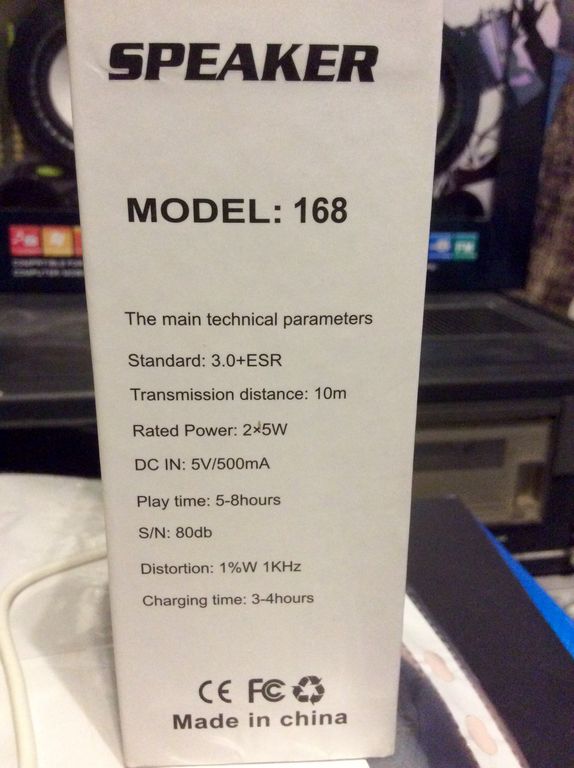 SPEAKER
MODEL: 168
The main technical parameters
Standard: 3.0+ESR
Transmission distance: 10m
Rated Power: 2×5W
DC IN: 5V/500mA
Play time: 5-8hours
S/N: 80db
Distortion: 1%W 1KHz
Charging time: 3-4hours
CE FC
Made in china